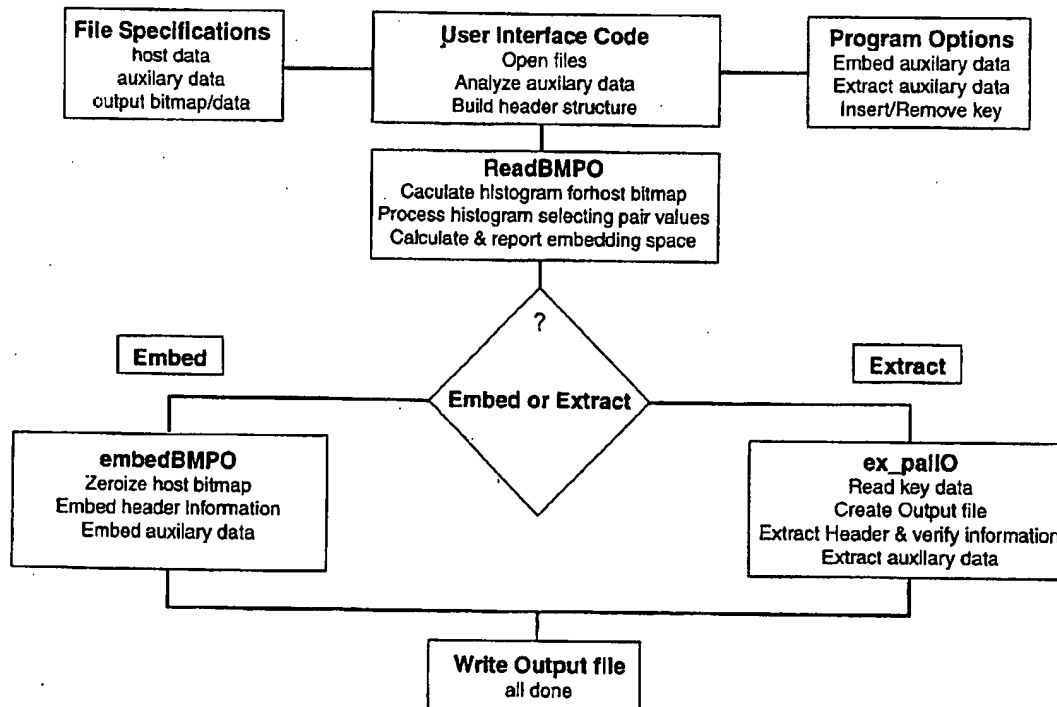 File Specifications
host data
auxilary data
output bitmap/data
User Interface Code
Open files
Analyze auxilary data
Build header structure
Program Options
Embed auxilary data
Extract auxilary data
Insert/Remove key
ReadBMPO
Caculate histogram forhost bitmap
Process histogram selecting pair values
Calculate & report embedding space
?
Embed or Extract
Embed
Extract
embedBMPO
Zeroize host bitmap
Embed header Information
Embed auxilary data
ex_pallO
Read key data
Create Output file
Extract Header & verify information
Extract auxilary data
Write Output file
all done